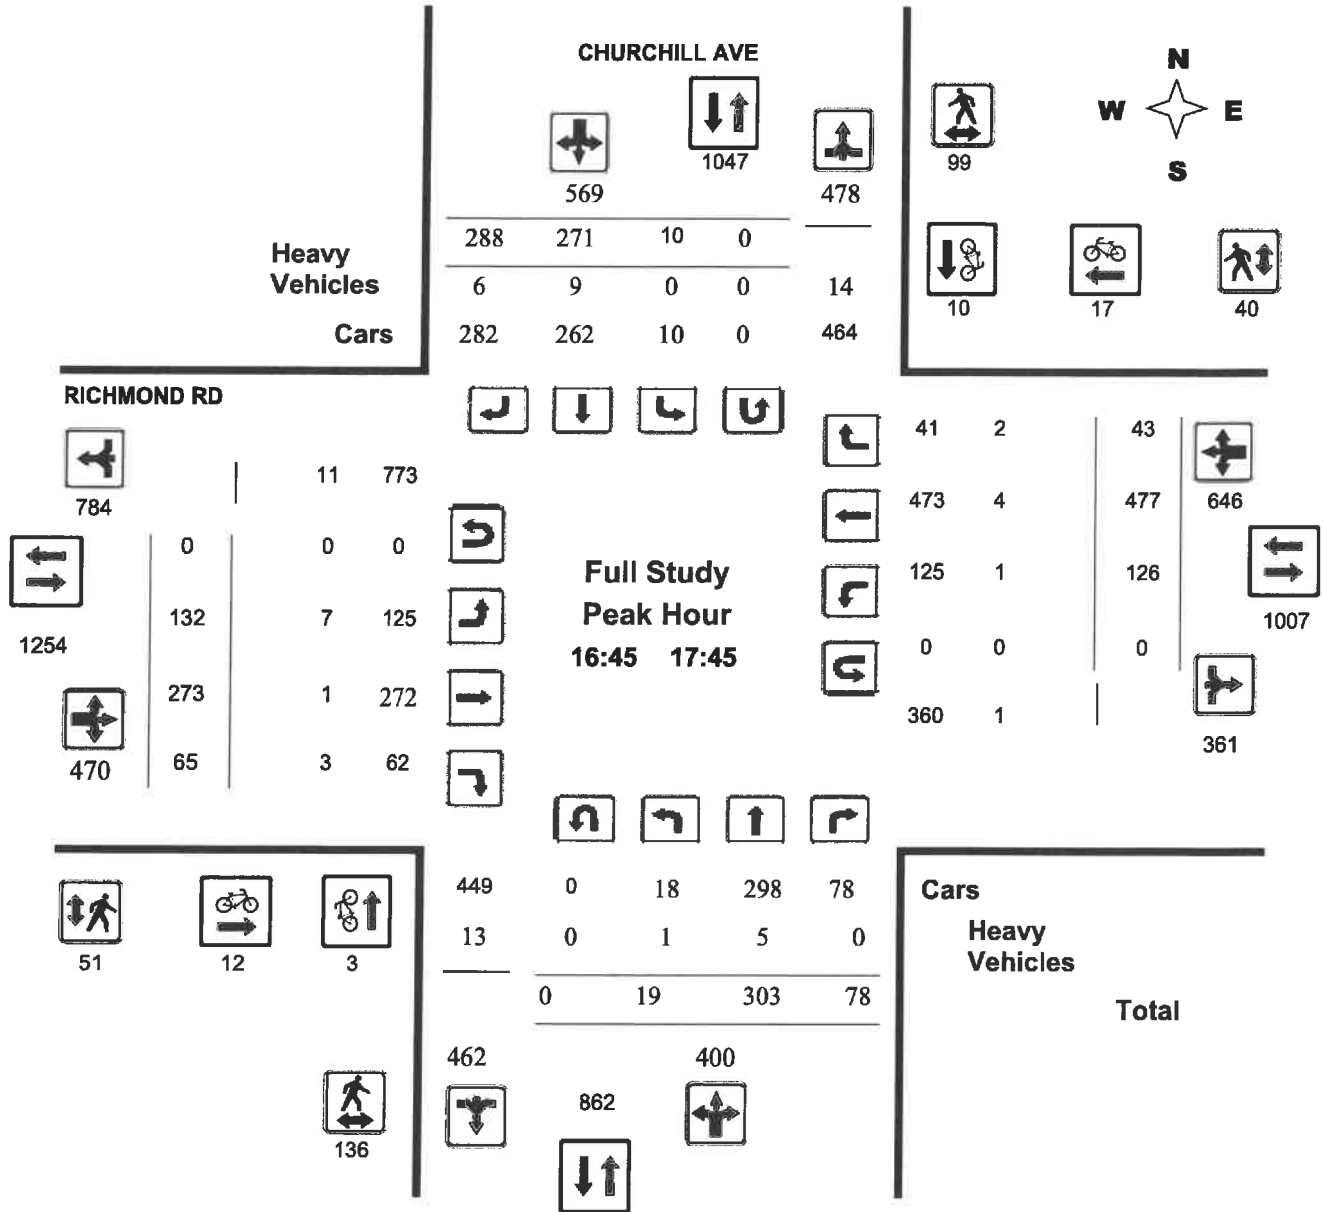 CHURCHILL AVE
N
W E
S
1047
99
569
478
288 271 10 0
Heavy
Vehicles
6 9 0 0 14
10 17 40
Cars
282 262 10 0 464
RICHMOND RD
41 2 43
11 773
784
473 4 477 646
0 0 0
Full Study
125 1 126
132 7 125
Peak Hour
1254
1007
16:45 17:45
0 0 0
273 1 272
360 1
361
470
65 3 62
449 0 18 298 78
Cars
13 0 1 5 0
Heavy
Vehicles
51 12 3
0 19 303 78
Total
462 400
862
136